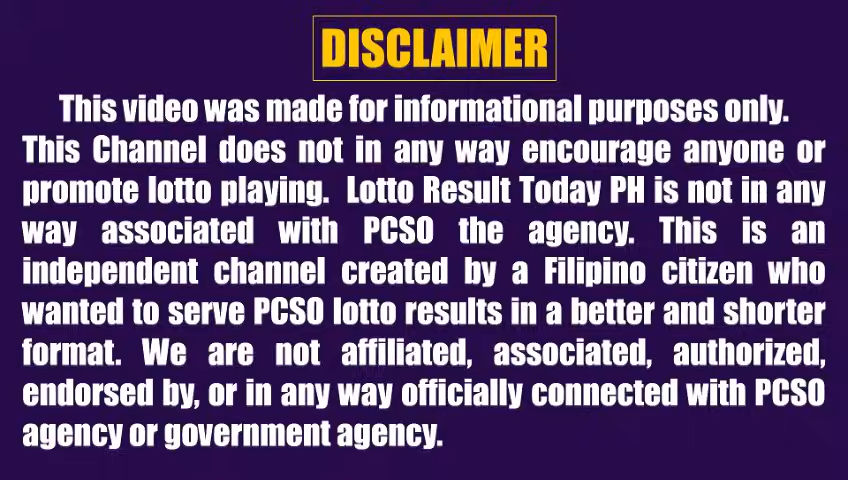 DISCLAIMER
This video was made for informational purposes only.
This Channel does not in any way encourage anyone or
promote lotto playing. Lotto Result Today PH is not in any
way associated with PCSO the agency. This is an
independent channel created by a Filipino citizen who
wanted to serve PCSO lotto results in a better and shorter
format. We are not affiliated, associated, authorized,
endorsed by, or in any way officially connected with PCSO
agency or government agency.